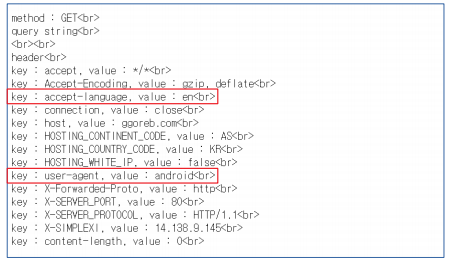 method : GET<br>
query string<br>
<br><br>
header<br>
key : accept, value : */*<br>
key : Accept-Encoding, value : gzip, deflate<br>
key : accept-language, value : en<br>
key : connection, value : close<br>
key : host, value : ggoreb.com<br>
key : HOSTING_CONTINENT_CODE, value : AS<br>
key : HOSTING_COUNTRY_CODE, value : KR<br>
key : HOSTING_WHITE_IP, value : false<br>
key : user-agent, value : android<br>
key : X-Forwarded-Proto, value : http<br>
key : X-SERVER_PORT, value : 80<br>
key : X-SERVER_PROTOCOL, value : HTTP/1.1<br>
key : X-SIMPLEXI, value : 14.138.9.145<br>
key : content-length, value : 0<br>